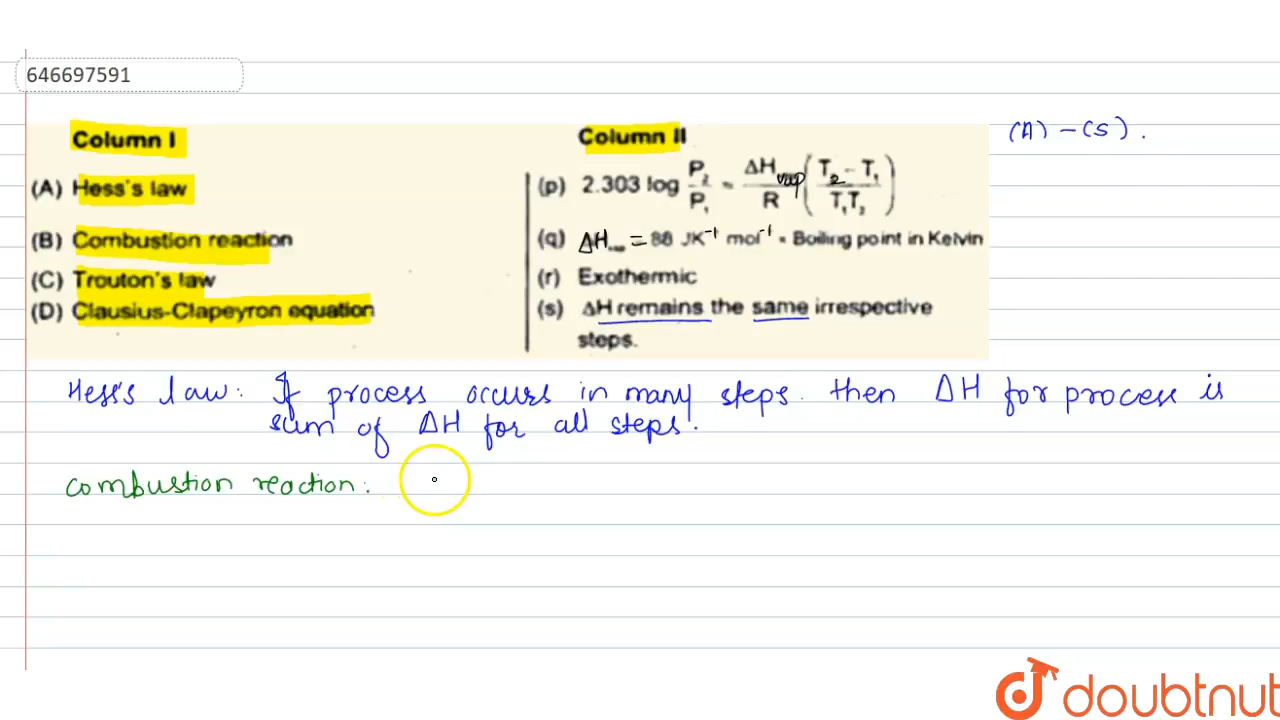 646697591
Column I Column II (A) – (S).
(A) Hess's law (p) 2.303 log P2/P1 = ΔHvap/R (T2 - T1 / T1T2)
(B) Combustion reaction (q) ΔH = 88 JK⁻¹ mol⁻¹ × Boiling point in Kelvin
(C) Trouton's law (r) Exothermic
(D) Clausius-Clapeyron equation (s) ΔH remains the same irrespective
steps.
Hess's law: If process occurs in many steps. then ΔH for process is
sum of ΔH for all steps.
combustion reaction:
doubtnut